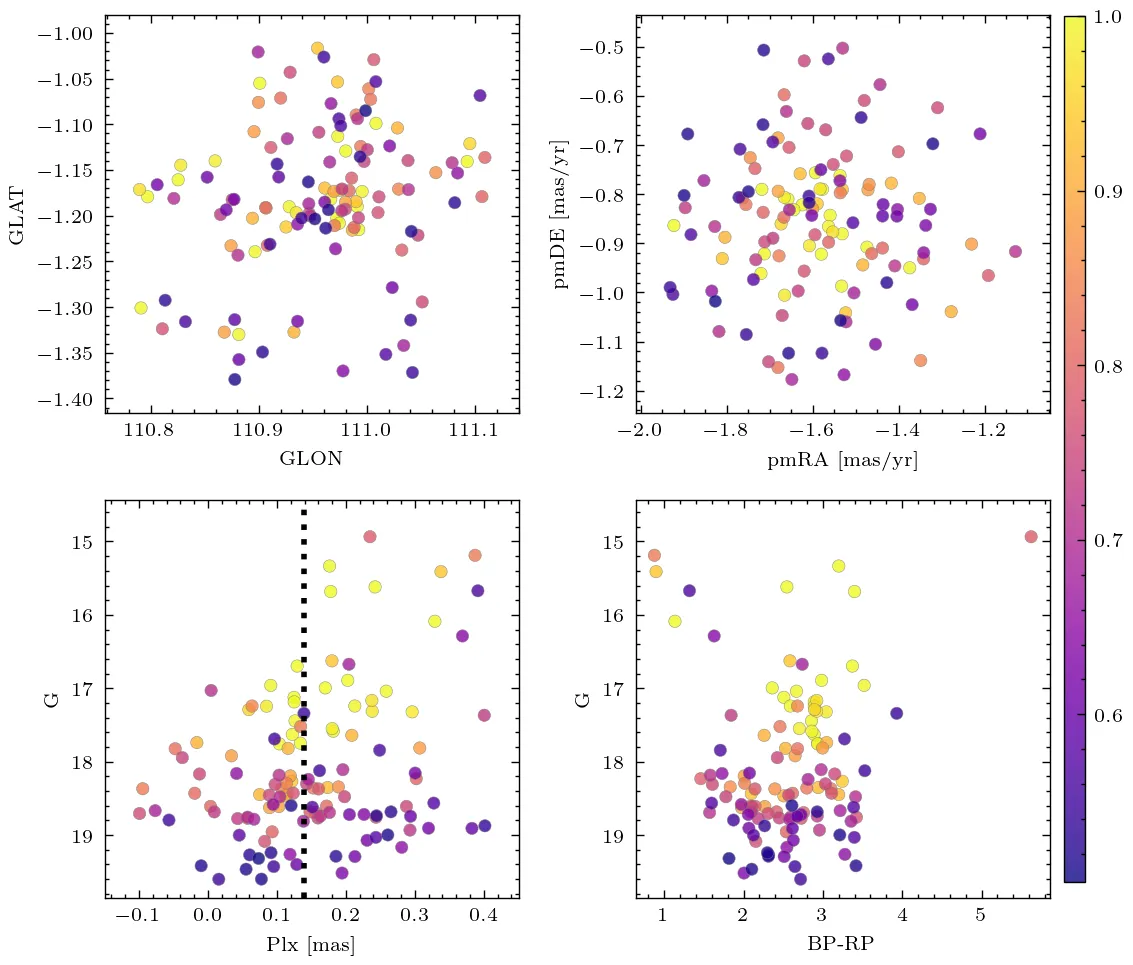 −1.00
−1.05
−1.10
−1.15
−1.20
−1.25
−1.30
−1.35
−1.40
GLAT
110.8 110.9 111.0 111.1
GLON
−0.5
−0.6
−0.7
−0.8
−0.9
−1.0
−1.1
−1.2
pmDE [mas/yr]
−2.0 −1.8 −1.6 −1.4 −1.2
pmRA [mas/yr]
15
16
17
18
19
G
−0.1 0.0 0.1 0.2 0.3 0.4
Plx [mas]
15
16
17
18
19
G
1 2 3 4 5
BP-RP
1.0
0.9
0.8
0.7
0.6